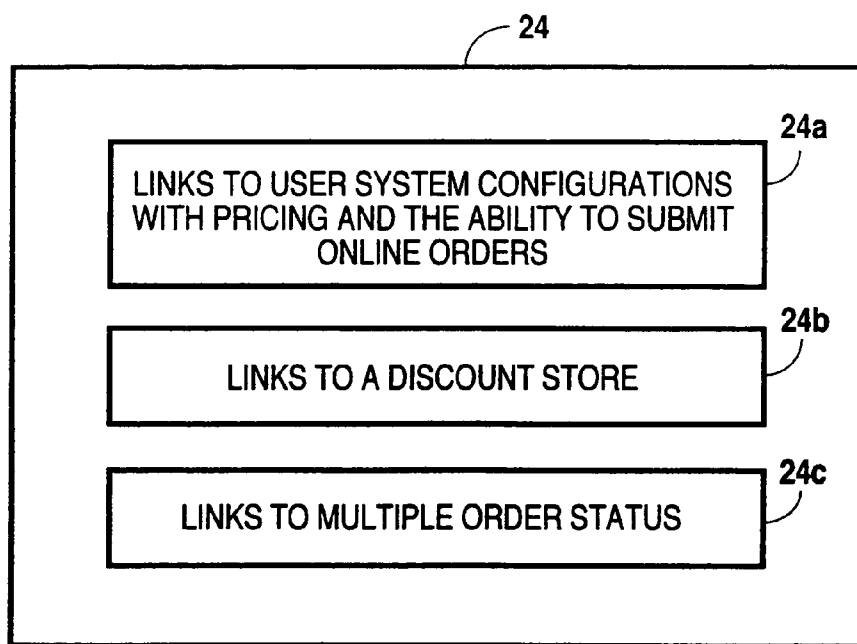 24
24a
LINKS TO USER SYSTEM CONFIGURATIONS
WITH PRICING AND THE ABILITY TO SUBMIT
ONLINE ORDERS
24b
LINKS TO A DISCOUNT STORE
24c
LINKS TO MULTIPLE ORDER STATUS